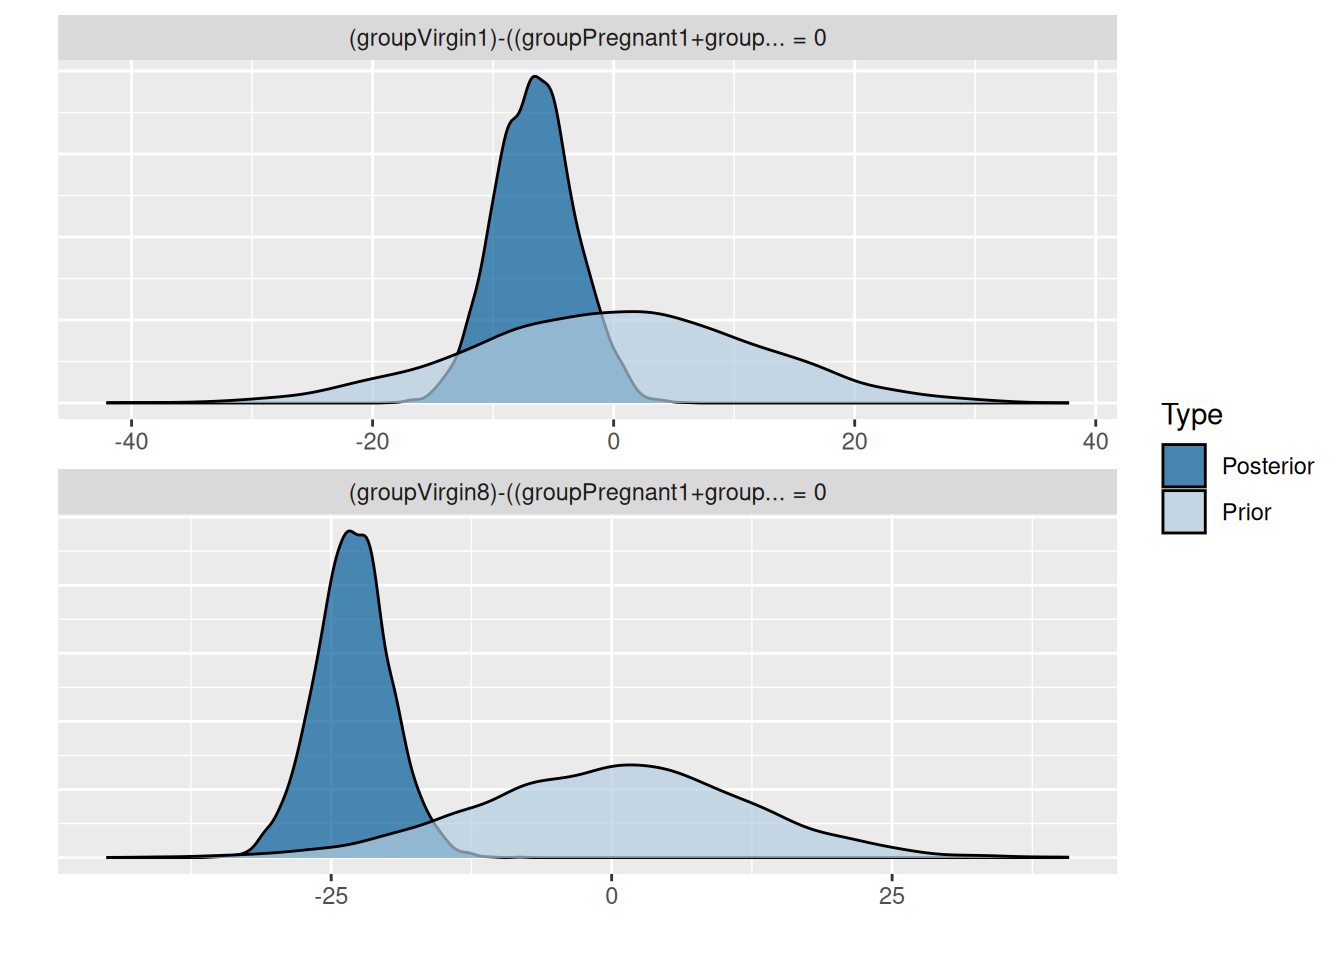 (groupVirgin1)-((groupPregnant1+group... = 0
-40
-20
0
20
40
(groupVirgin8)-((groupPregnant1+group... = 0
-25
0
25
Type
Posterior
Prior